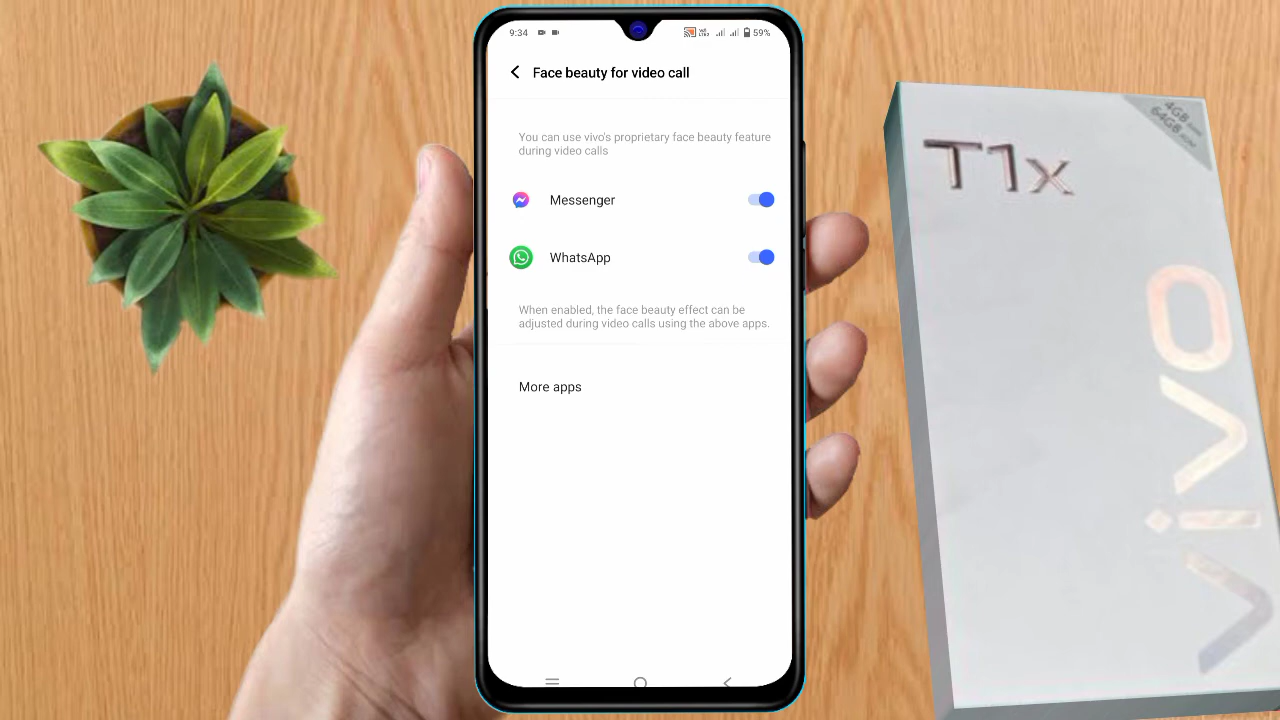 9:34
59%
Face beauty for video call
You can use vivo's proprietary face beauty feature
during video calls
Messenger
WhatsApp
When enabled, the face beauty effect can be
adjusted during video calls using the above apps.
More apps
4GB
64GB
T1x
vivo